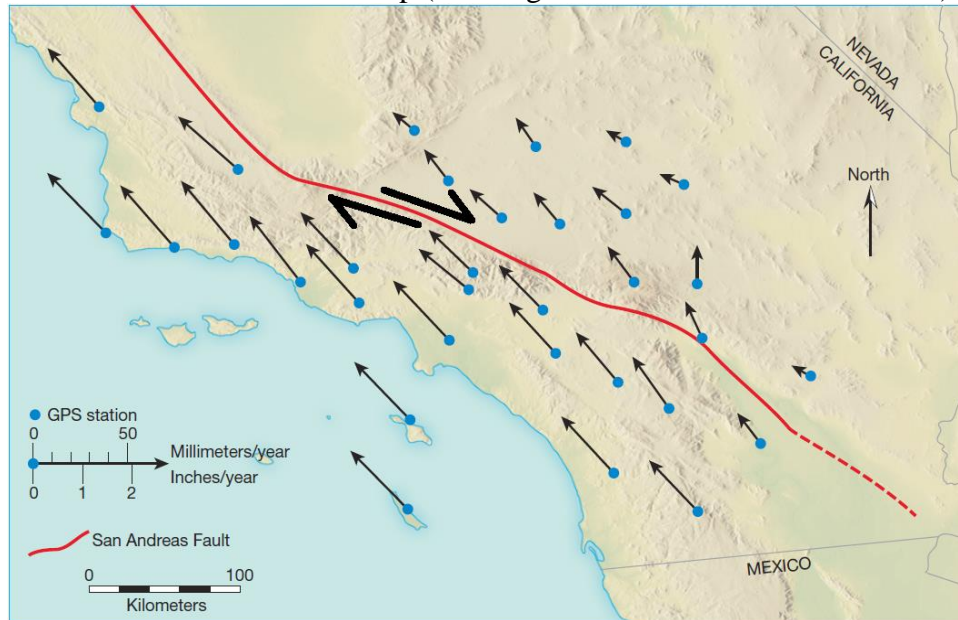 NEVADA
CALIFORNIA
North
GPS station
0 50
Millimeters/year
Inches/year
0 1 2
San Andreas Fault
0 100
Kilometers
MEXICO